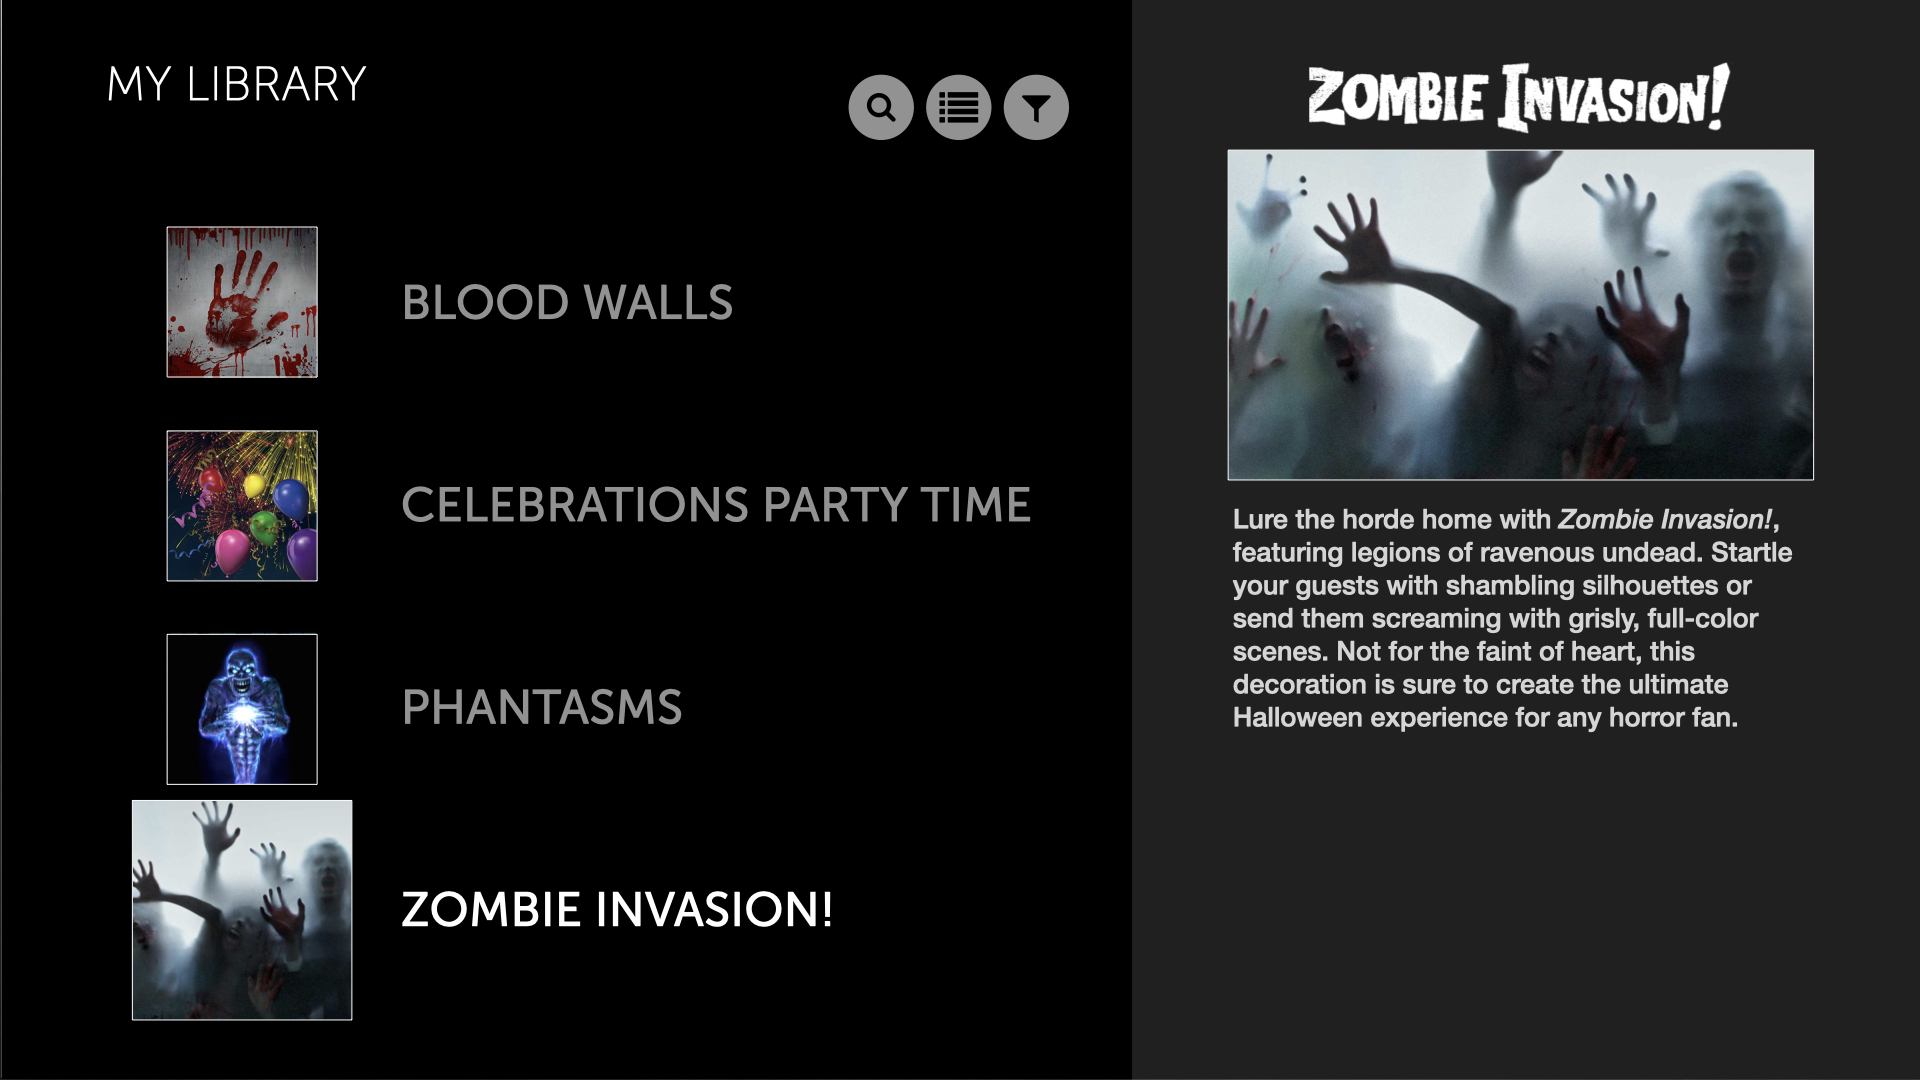 MY LIBRARY
BLOOD WALLS
CELEBRATIONS PARTY TIME
PHANTASMS
ZOMBIE INVASION!
ZOMBIE INVASION!
Lure the horde home with Zombie Invasion!,
featuring legions of ravenous undead. Startle
your guests with shambling silhouettes or
send them screaming with grisly, full-color
scenes. Not for the faint of heart, this
decoration is sure to create the ultimate
Halloween experience for any horror fan.